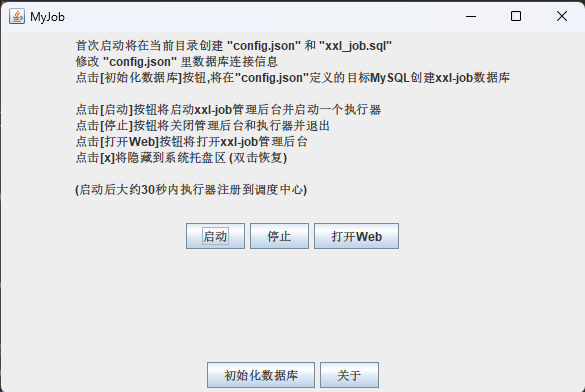 MyJob
首次启动将在当前目录创建 "config.json" 和 "xxl_job.sql"
修改 "config.json" 里数据库连接信息
点击[初始化数据库]按钮,将在"config.json"定义的目标MySQL创建xxl-job数据库
点击[启动]按钮将启动xxl-job管理后台并启动一个执行器
点击[停止]按钮将关闭管理后台和执行器并退出
点击[打开Web]按钮将打开xxl-job管理后台
点击[x]将隐藏到系统托盘区 (双击恢复)
(启动后大约30秒内执行器注册到调度中心)
启动 停止 打开Web
初始化数据库 关于